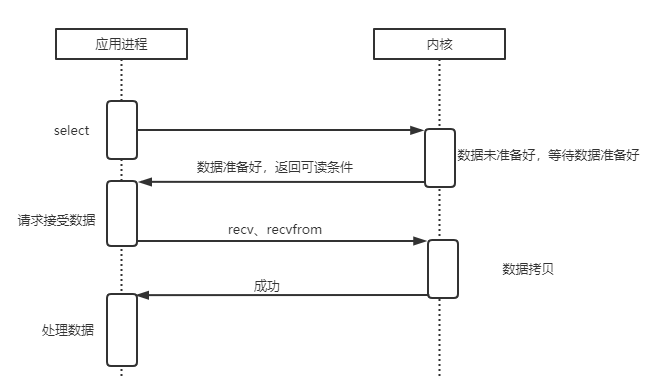 应用进程
内核
select
数据未准备好，等待数据准备好
数据准备好，返回可读条件
请求接受数据
recv、recvfrom
数据拷贝
成功
处理数据